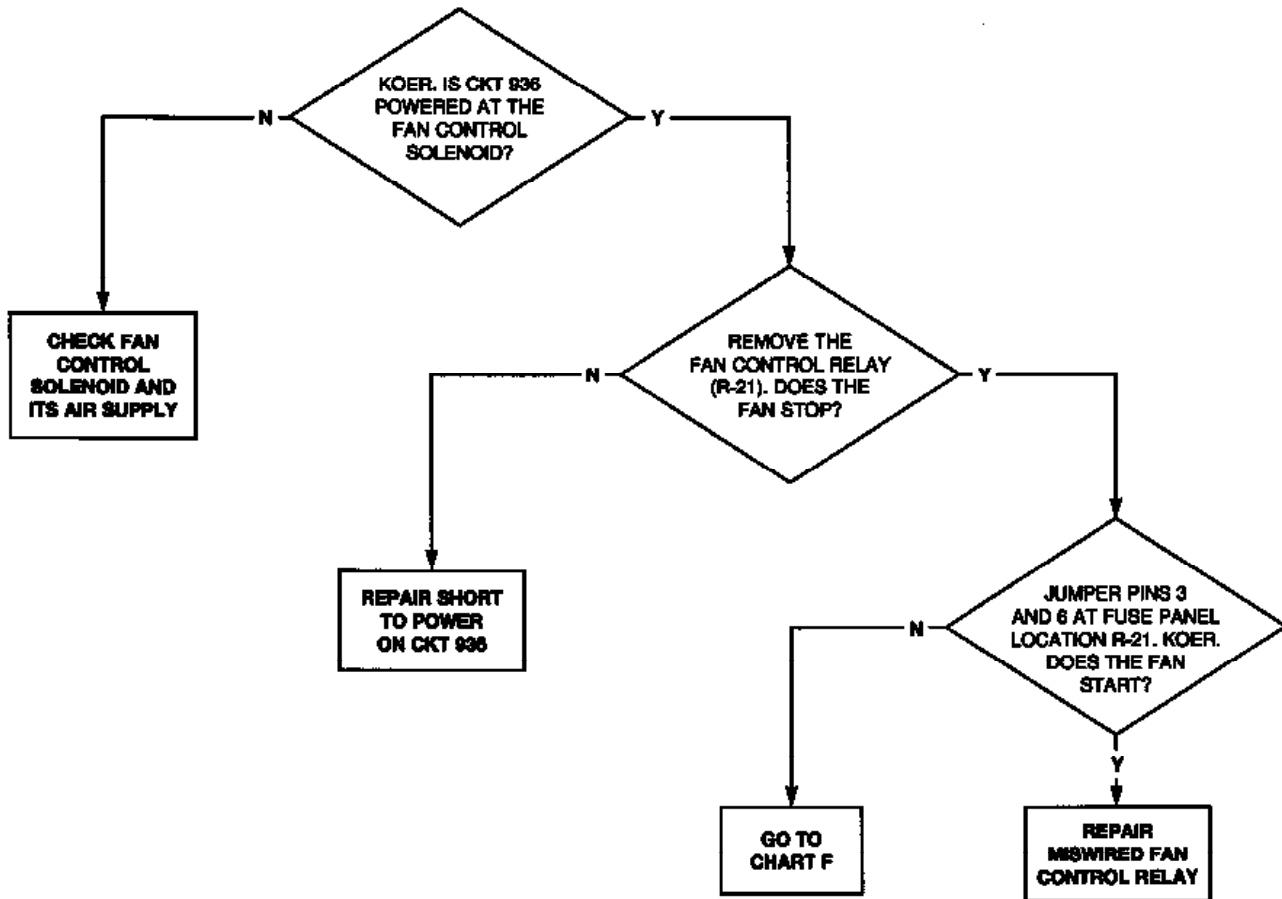 KOER. IS CKT 936
POWERED AT THE
FAN CONTROL
SOLENOID?
N
Y
CHECK FAN
CONTROL
SOLENOID AND
ITS AIR SUPPLY
REMOVE THE
FAN CONTROL RELAY
(R-21). DOES THE
FAN STOP?
N
Y
REPAIR SHORT
TO POWER
ON CKT 936
JUMPER PINS 3
AND 6 AT FUSE PANEL
LOCATION R-21. KOER.
DOES THE FAN
START?
N
Y
GO TO
CHART F
REPAIR
MISWIRED FAN
CONTROL RELAY